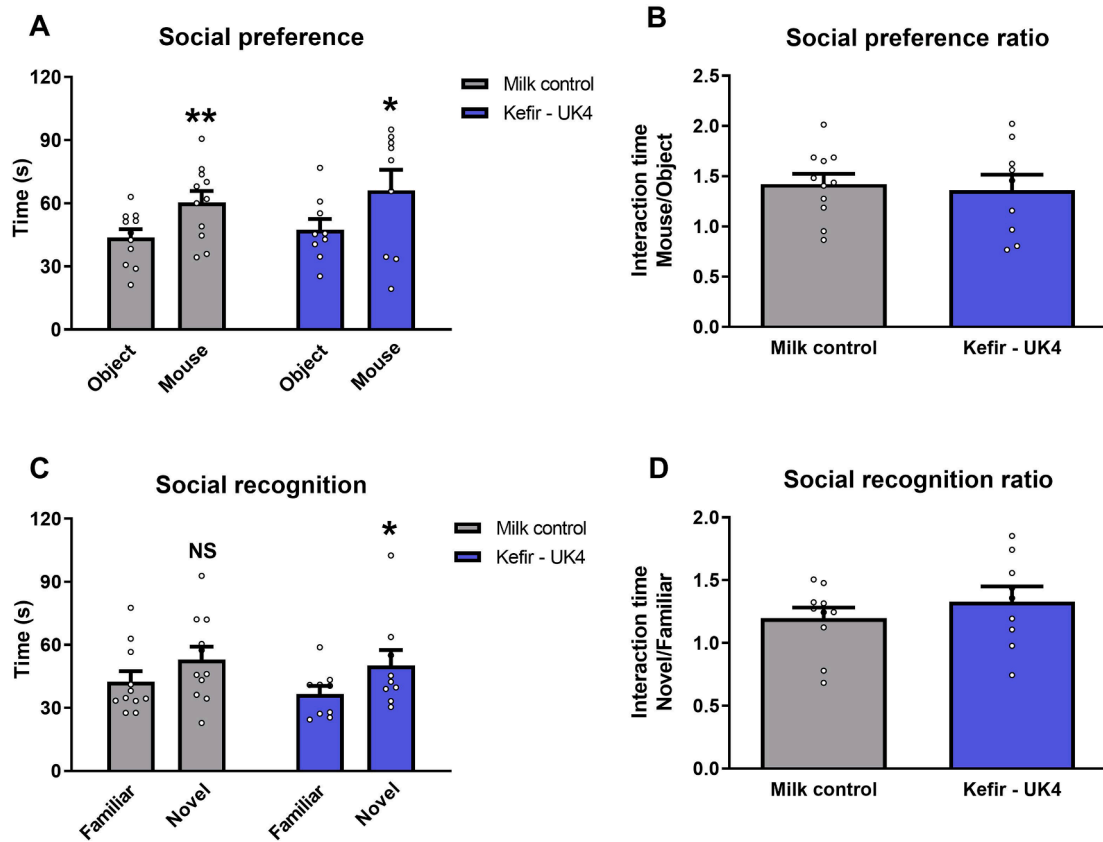 A
Social preference
120
90
60
30
0
Time (s)
**
*
Object
Mouse
Object
Mouse
Milk control
Kefir - UK4
B
Social preference ratio
2.5
2.0
1.5
1.0
0.5
0.0
Interaction time
Mouse/Object
Milk control
Kefir - UK4
C
Social recognition
120
90
60
30
0
Time (s)
NS
*
Familiar
Novel
Familiar
Novel
Milk control
Kefir - UK4
D
Social recognition ratio
2.0
1.5
1.0
0.5
0.0
Interaction time
Novel/Familiar
Milk control
Kefir - UK4